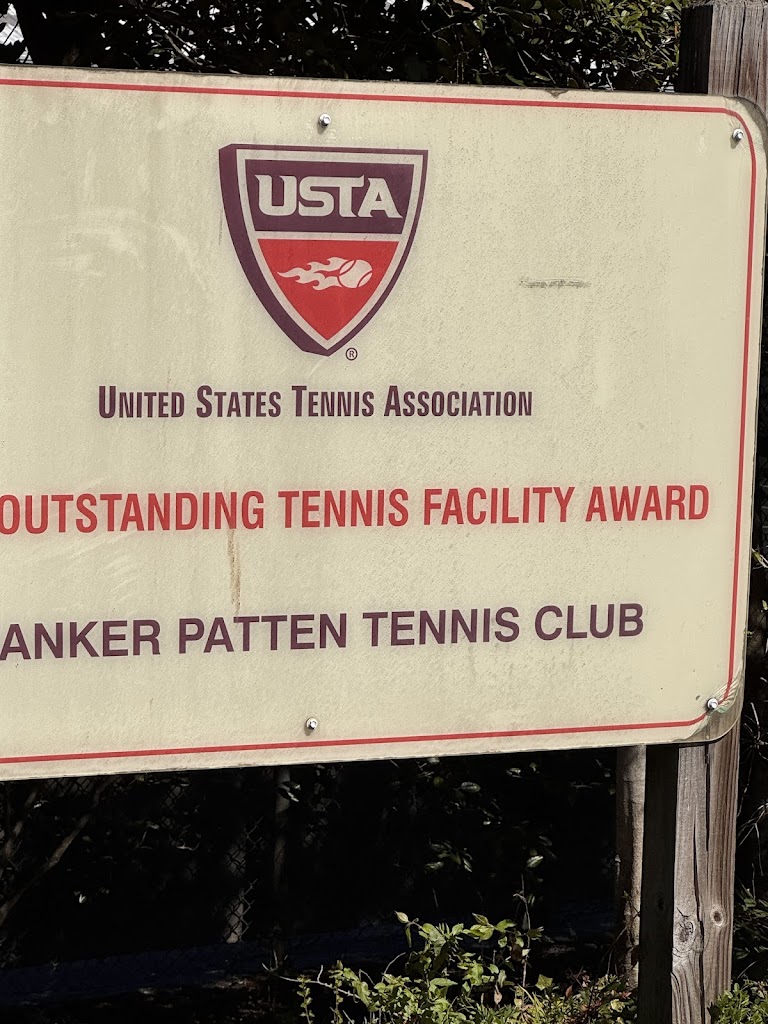 USTA
®
UNITED STATES TENNIS ASSOCIATION
OUTSTANDING TENNIS FACILITY AWARD
ANKER PATTEN TENNIS CLUB